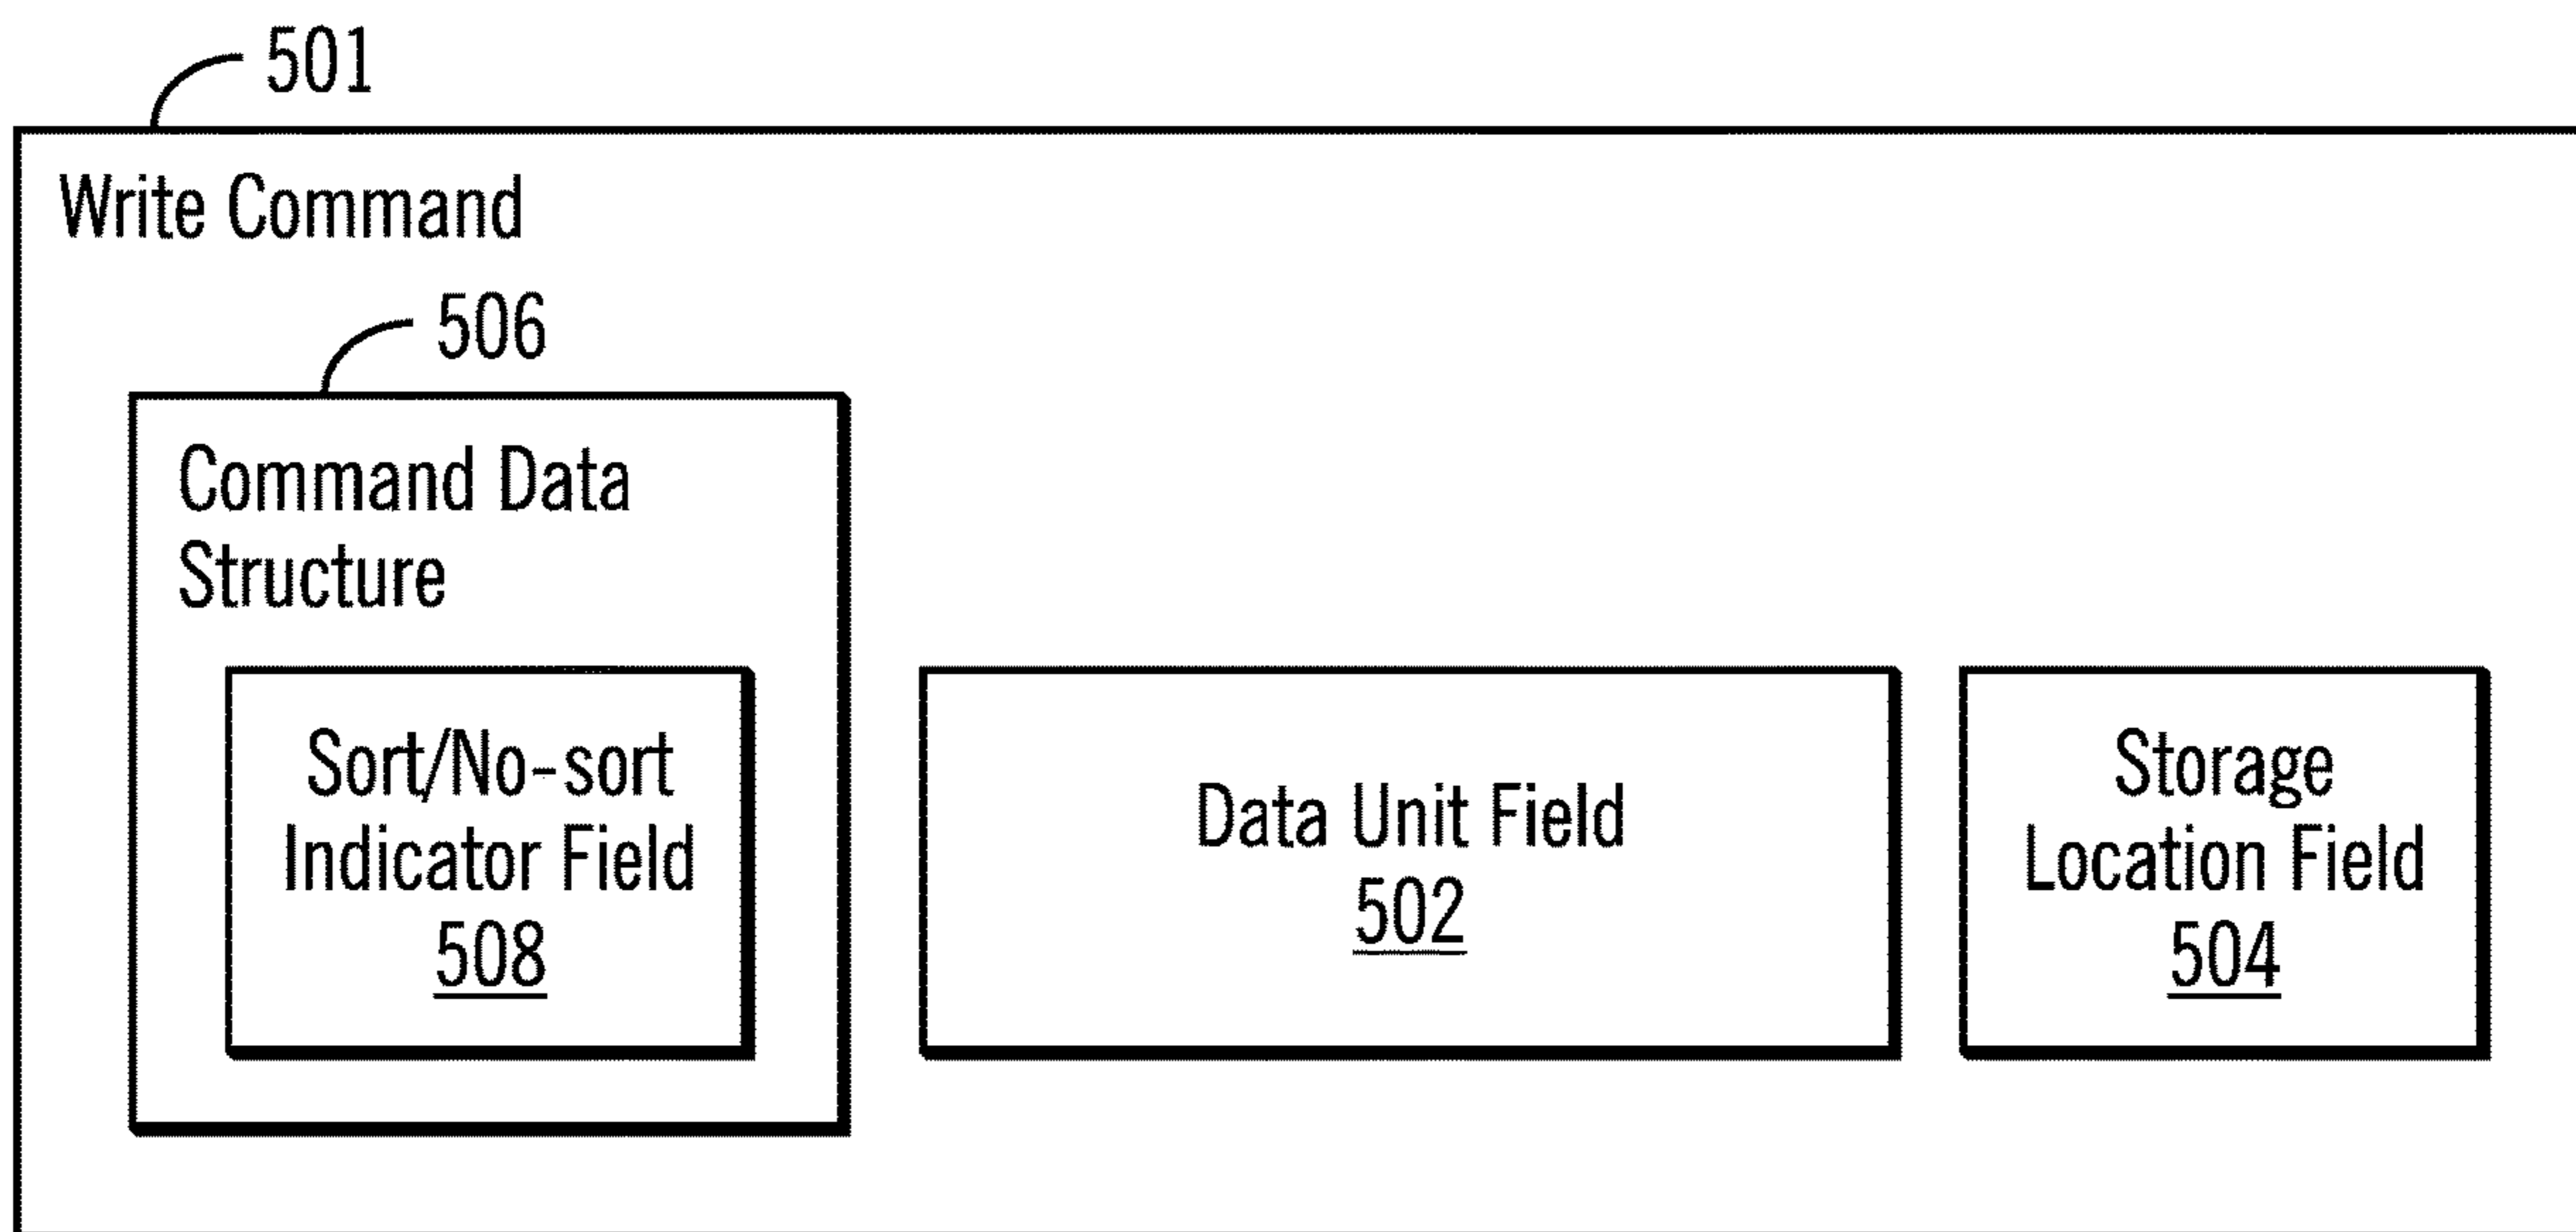 501
Write Command
506
Command Data
Structure
Sort/No-sort
Indicator Field
508
Data Unit Field
502
Storage
Location Field
504